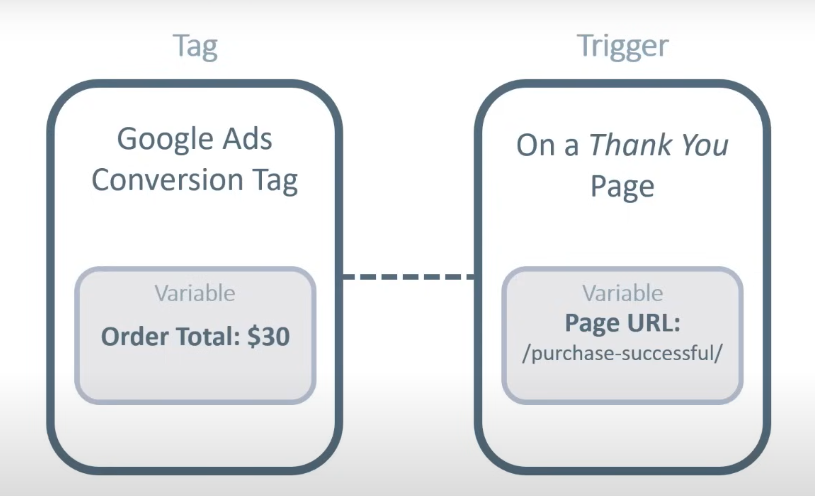 Tag
Google Ads
Conversion Tag
Variable
Order Total: $30
Trigger
On a Thank You
Page
Variable
Page URL:
/purchase-successful/